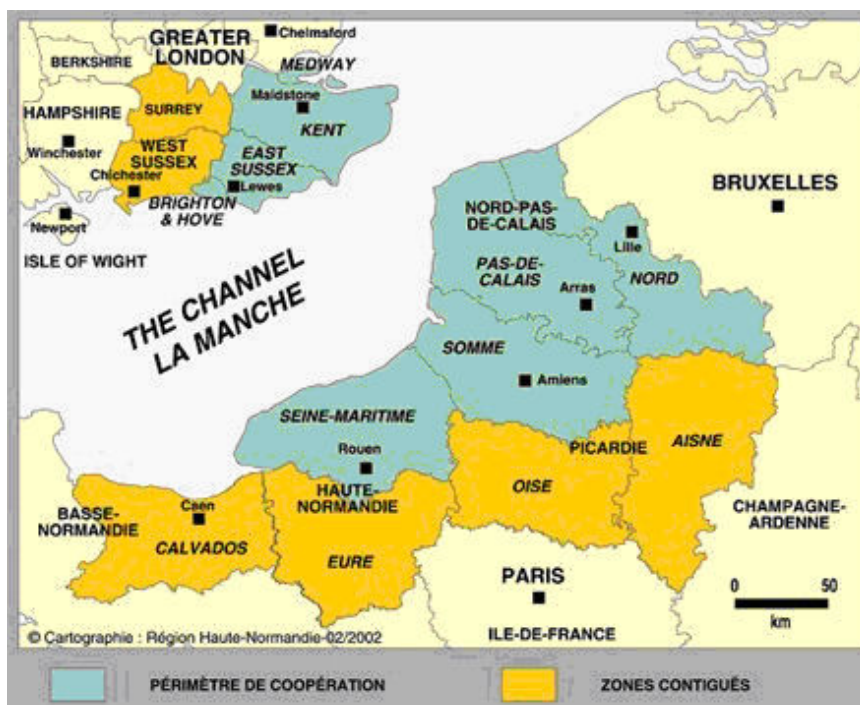 GREATER
LONDON
Chelmsford
BERKSHIRE
MEDWAY
Maidstone
HAMPSHIRE
SURREY
KENT
Winchester
WEST
SUSSEX
EAST
SUSSEX
Chichester
Lewes
BRIGHTON
& HOVE
Newport
ISLE OF WIGHT
BRUXELLES
NORD-PAS-
DE-CALAIS
Lille
PAS-DE-
CALAIS
NORD
Arras
THE CHANNEL
LA MANCHE
SOMME
Amiens
SEINE-MARITIME
Rouen
PICARDIE
AISNE
OISE
HAUTE-
NORMANDIE
BASSE-
NORMANDIE
Caen
CALVADOS
EURE
CHAMPAGNE-
ARDENNE
PARIS
ILE-DE-FRANCE
0 50
km
© Cartographie : Région Haute-Normandie-02/2002
PÉRIMÈTRE DE COOPÉRATION
ZONES CONTIGUËS